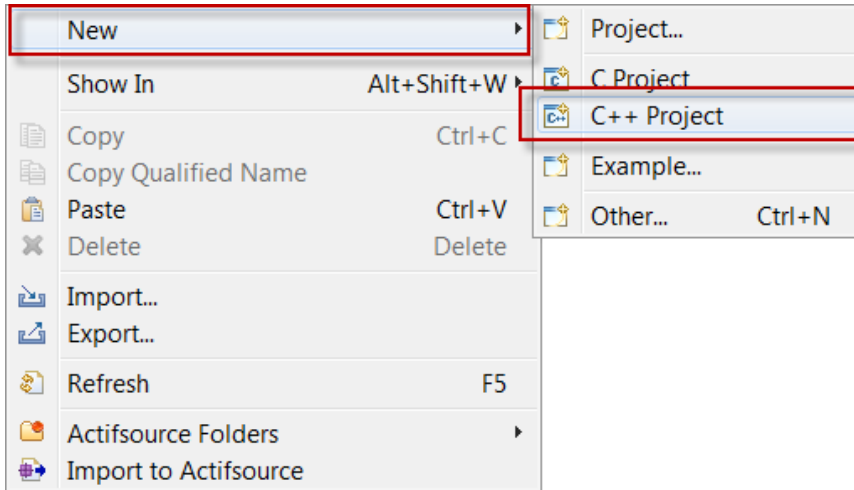 New
Show In Alt+Shift+W
Copy Ctrl+C
Copy Qualified Name
Paste Ctrl+V
Delete Delete
Import...
Export...
Refresh F5
Actifsource Folders
Import to Actifsource
Project...
C Project
C++ Project
Example...
Other... Ctrl+N